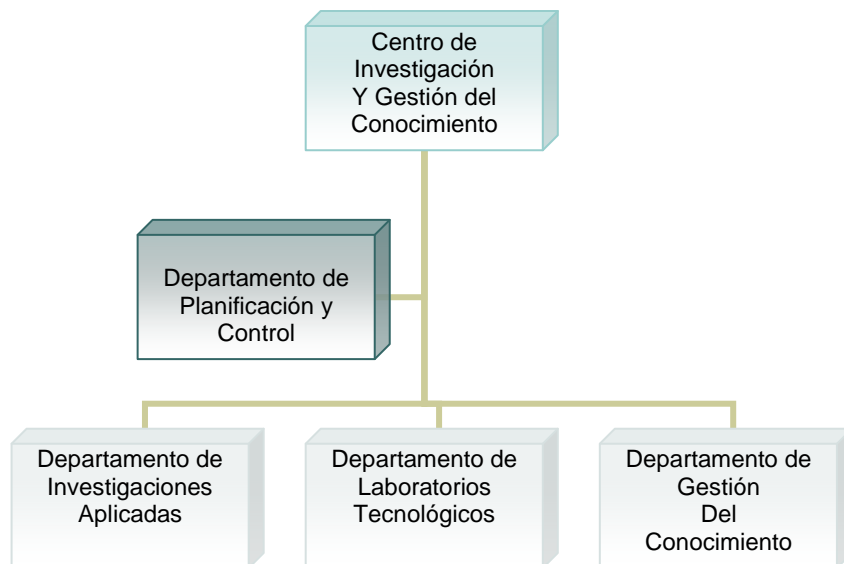 Centro de
Investigación
Y Gestión del
Conocimiento
Departamento de
Planificación y
Control
Departamento de
Investigaciones
Aplicadas
Departamento de
Laboratorios
Tecnológicos
Departamento de
Gestión
Del
Conocimiento